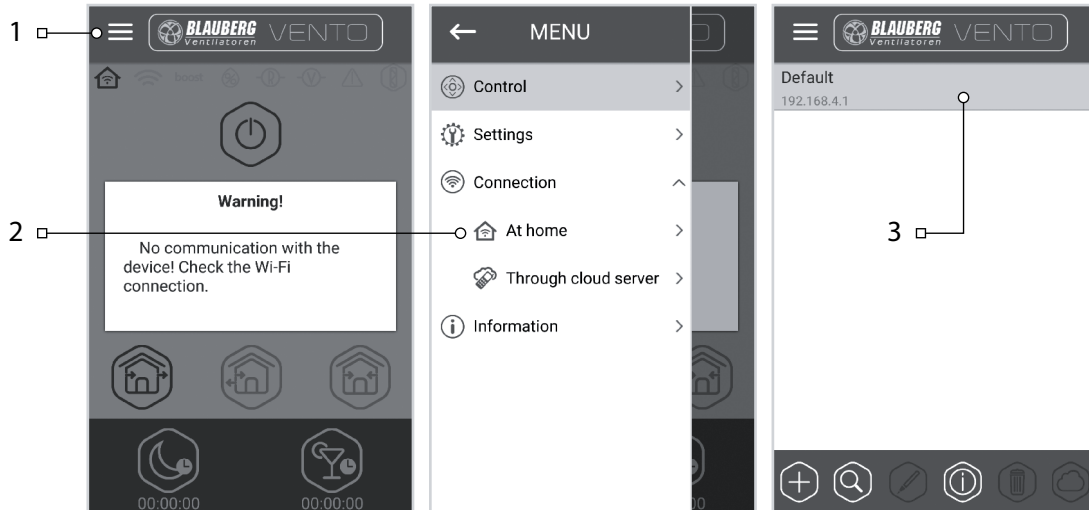 1
BLAUBERG
Ventilatoren
VENTO
boost
Warning!
No communication with the
device! Check the Wi-Fi
connection.
00:00:00
00:00:00
2
MENU
Control
Settings
Connection
At home
Through cloud server
Information
00
BLAUBERG
Ventilatoren
VENTO
Default
192.168.4.1
3